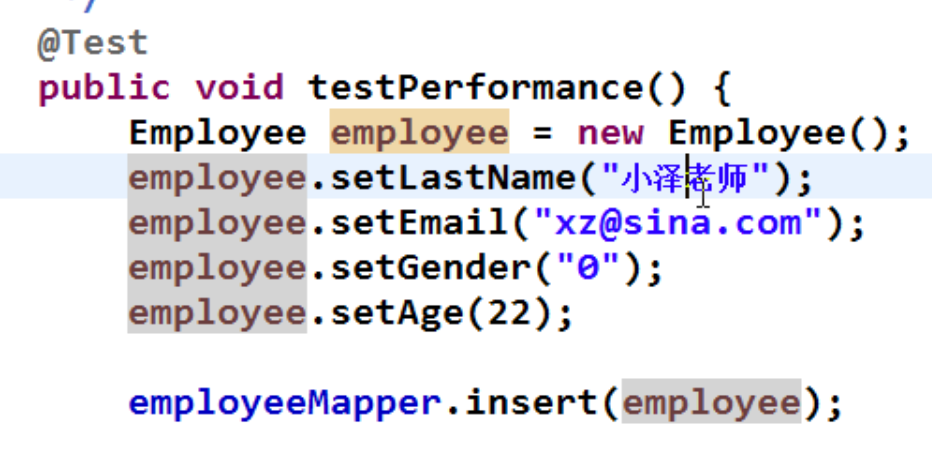 */
@Test
public void testPerformance() {
Employee employee = new Employee();
employee.setLastName("小泽老师");
employee.setEmail("xz@sina.com");
employee.setGender("0");
employee.setAge(22);
employeeMapper.insert(employee);